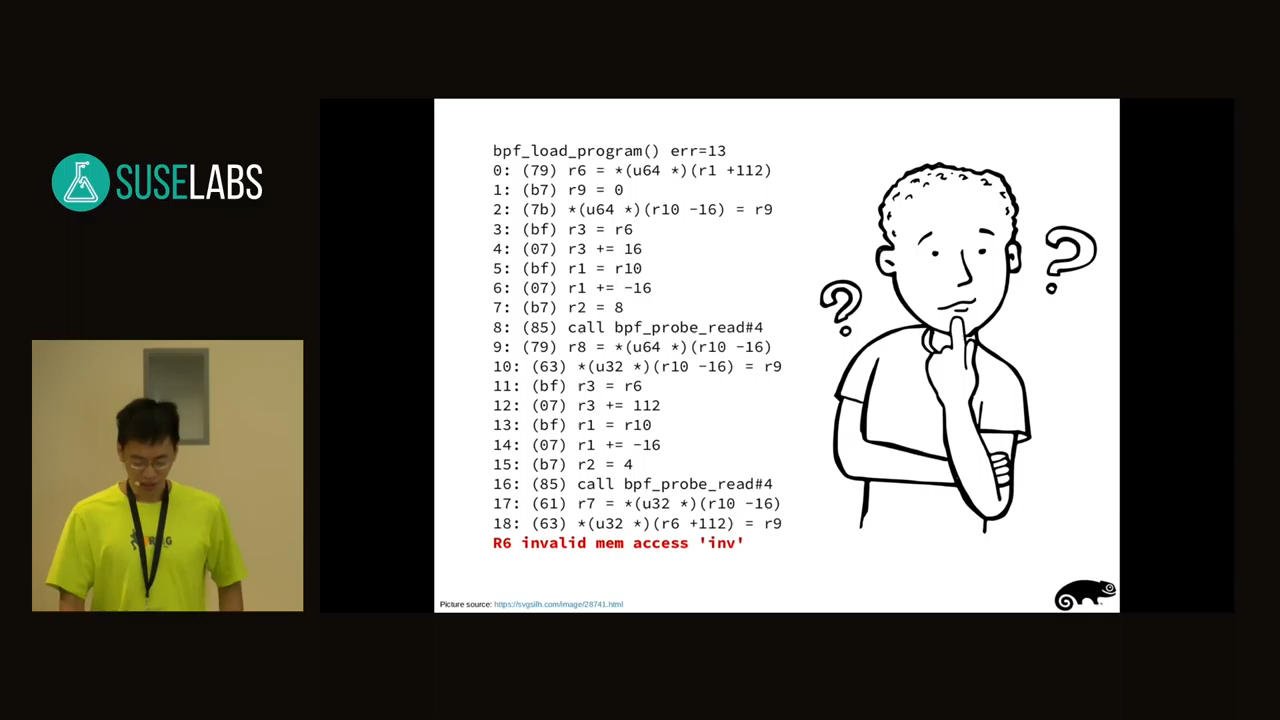 SUSELABS
bpf_load_program() err=13
0: (79) r6 = *(u64 *)(r1 +112)
1: (b7) r9 = 0
2: (7b) *(u64 *)(r10 -16) = r9
3: (bf) r3 = r6
4: (07) r3 += 16
5: (bf) r1 = r10
6: (07) r1 += -16
7: (b7) r2 = 8
8: (85) call bpf_probe_read#4
9: (79) r8 = *(u64 *)(r10 -16)
10: (63) *(u32 *)(r10 -16) = r9
11: (bf) r3 = r6
12: (07) r3 += 112
13: (bf) r1 = r10
14: (07) r1 += -16
15: (b7) r2 = 4
16: (85) call bpf_probe_read#4
17: (61) r7 = *(u32 *)(r10 -16)
18: (63) *(u32 *)(r6 +112) = r9
R6 invalid mem access 'inv'
? ?
Picture source: https://svgsilh.com/image/28741.html